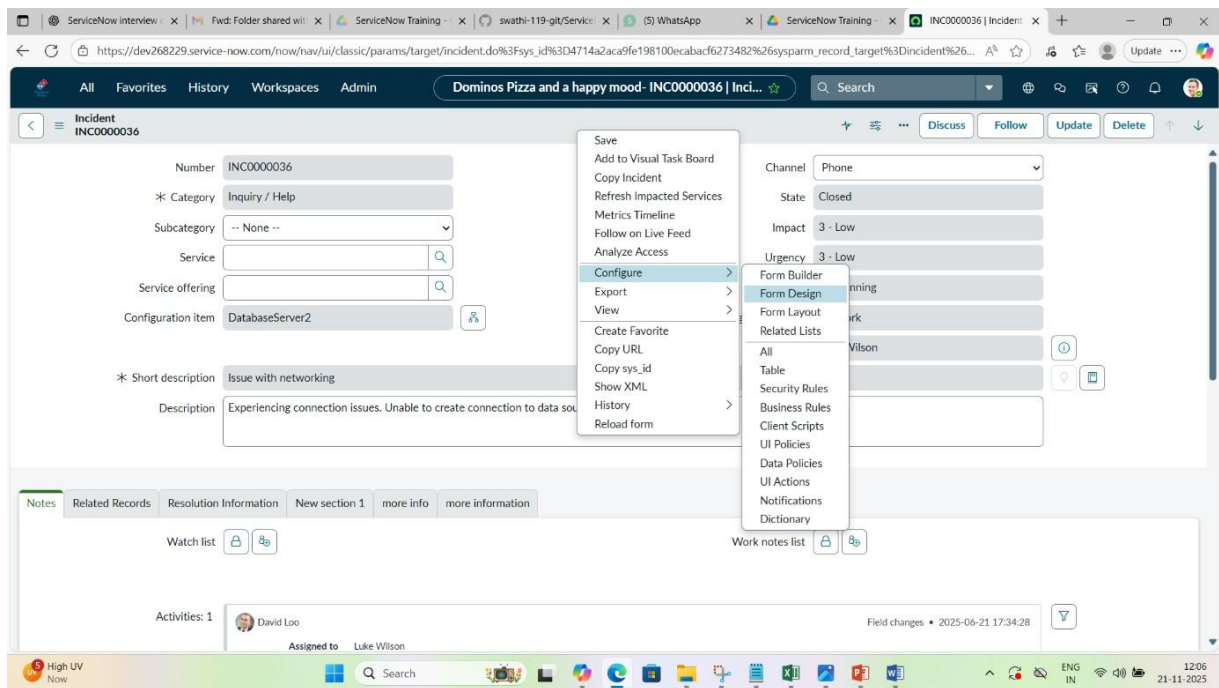 ServiceNow interview
Fwd: Folder shared wit
ServiceNow Training -
swathi-119-git/Service
(5) WhatsApp
ServiceNow Training -
INC0000036 | Incident
https://dev268229.service-now.com/now/nav/ui/classic/params/target/incident.do%3Fsys_id%3D4714a2aca9fe198100ecabacf6273482%26sysparm_record_target%3Dincident%26...
Update
All Favorites History Workspaces Admin
Dominos Pizza and a happy mood- INC0000036 | Inci...
Search
Incident
INC0000036
Discuss Follow Update Delete
Number INC0000036
Category Inquiry / Help
Subcategory -- None --
Service
Service offering
Configuration item DatabaseServer2
Short description Issue with networking
Description Experiencing connection issues. Unable to create connection to data sou
Channel Phone
State Closed
Impact 3 - Low
Urgency 3 - Low
Save
Add to Visual Task Board
Copy Incident
Refresh Impacted Services
Metrics Timeline
Follow on Live Feed
Analyze Access
Configure
Export
View
Create Favorite
Copy URL
Copy sys_id
Show XML
History
Reload form
Form Builder
Form Design
Form Layout
Related Lists
All
Table
Security Rules
Business Rules
Client Scripts
UI Policies
Data Policies
UI Actions
Notifications
Dictionary
nning
rk
Wilson
Notes Related Records Resolution Information New section 1 more info more information
Watch list
Work notes list
Activities: 1
David Loo
Field changes • 2025-06-21 17:34:28
Assigned to Luke Wilson
5
High UV
Now
Search
ENG
IN
12:06
21-11-2025